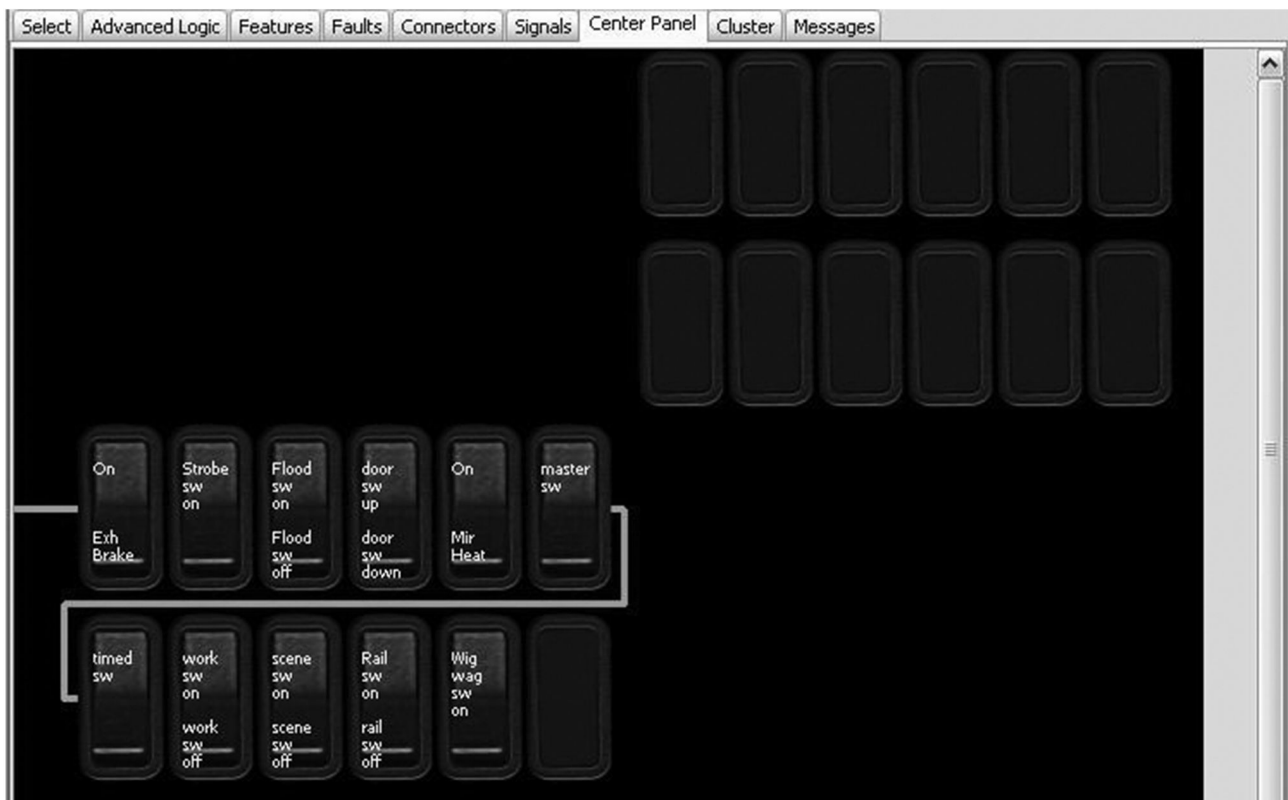 Select Advanced Logic Features Faults Connectors Signals Center Panel Cluster Messages
On
Exh
Brake
Strobe
sw
on
Flood
sw
on
Flood
sw
off
door
sw
up
door
sw
down
On
Mir
Heat
master
sw
timed
sw
work
sw
on
work
sw
off
scene
sw
on
scene
sw
off
Rail
sw
on
rail
sw
off
Wig
wag
sw
on